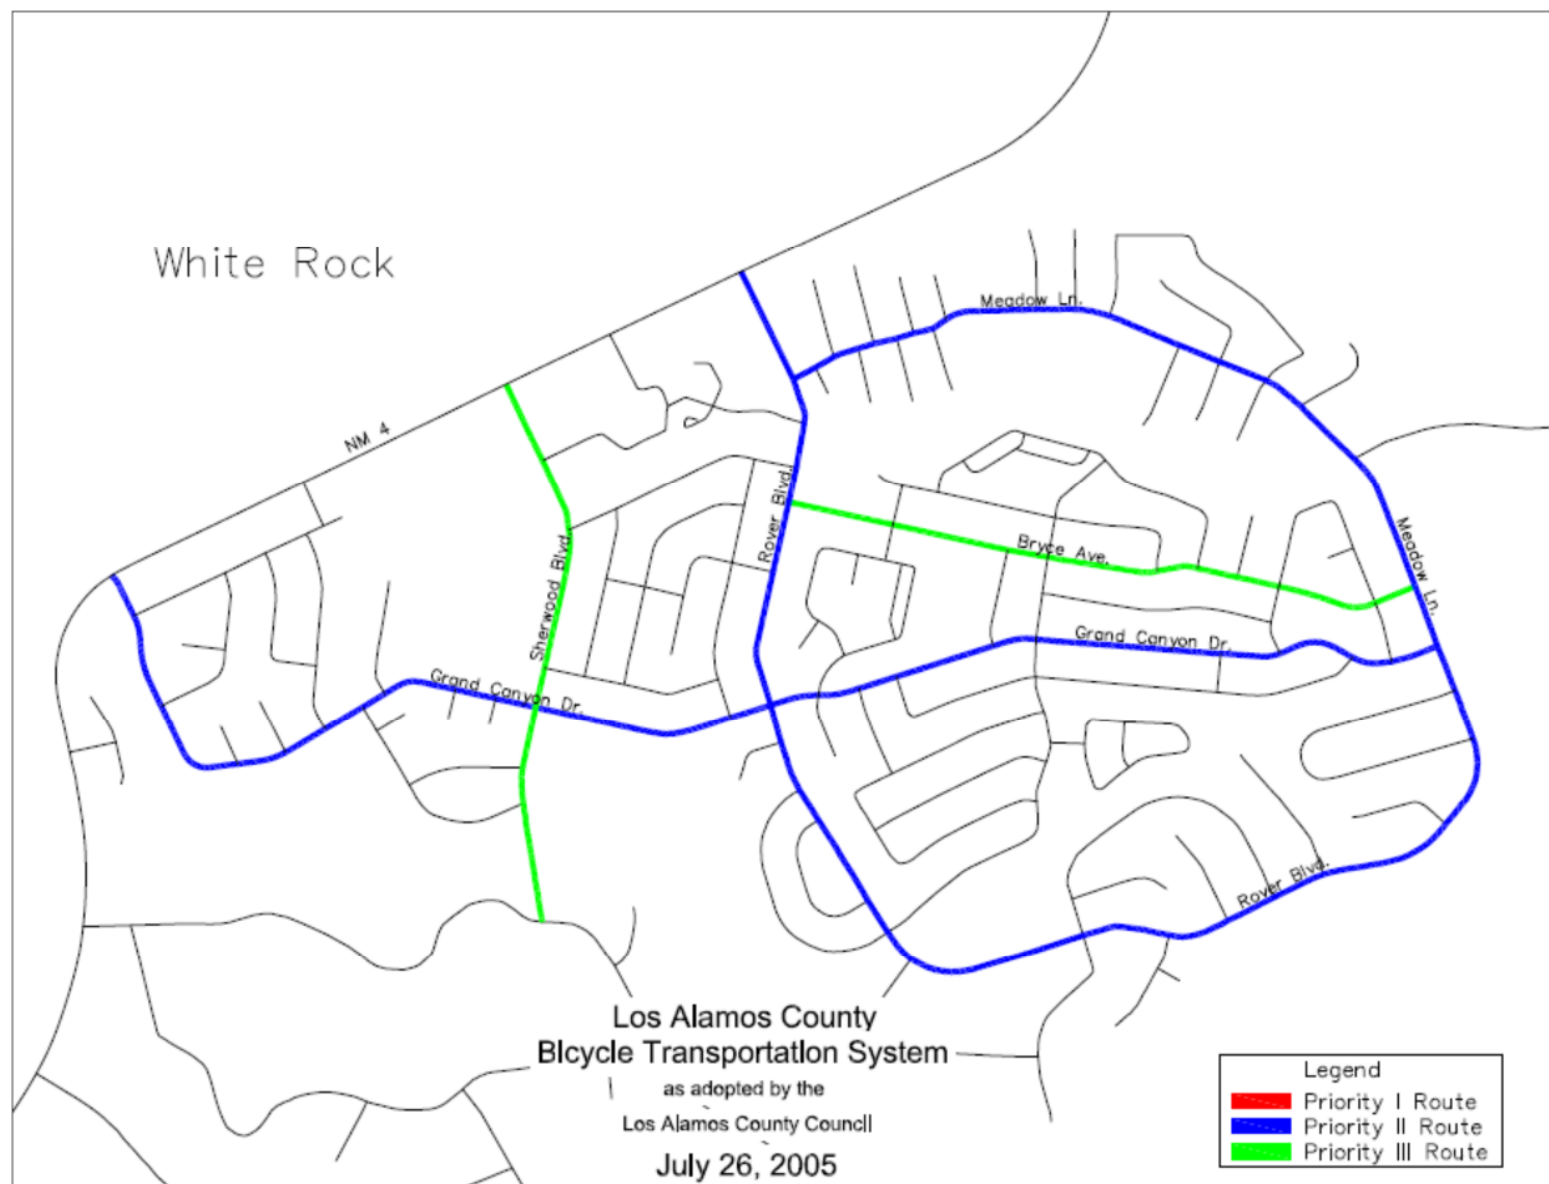 White Rock
Meadow Ln.
NM 4
Rover Blvd.
Meadow Ln.
Sherwood Blvd.
Bryce Ave.
Grand Canyon Dr.
Grand Canyon Dr.
Rover Blvd.
Los Alamos County
Bicycle Transportation System
as adopted by the
Los Alamos County Council
July 26, 2005
Legend
Priority I Route
Priority II Route
Priority III Route